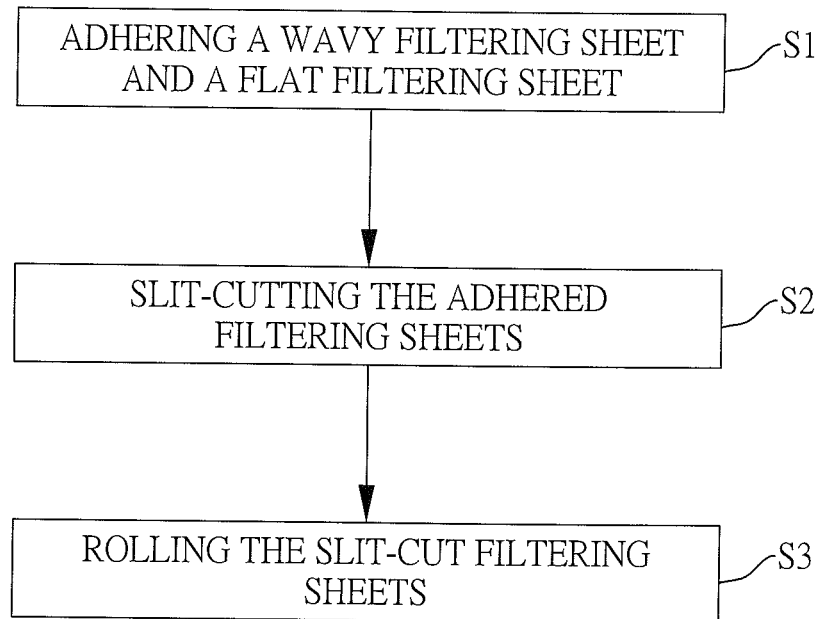 ADHERING A WAVY FILTERING SHEET
AND A FLAT FILTERING SHEET
S1
SLIT-CUTTING THE ADHERED
FILTERING SHEETS
S2
ROLLING THE SLIT-CUT FILTERING
SHEETS
S3